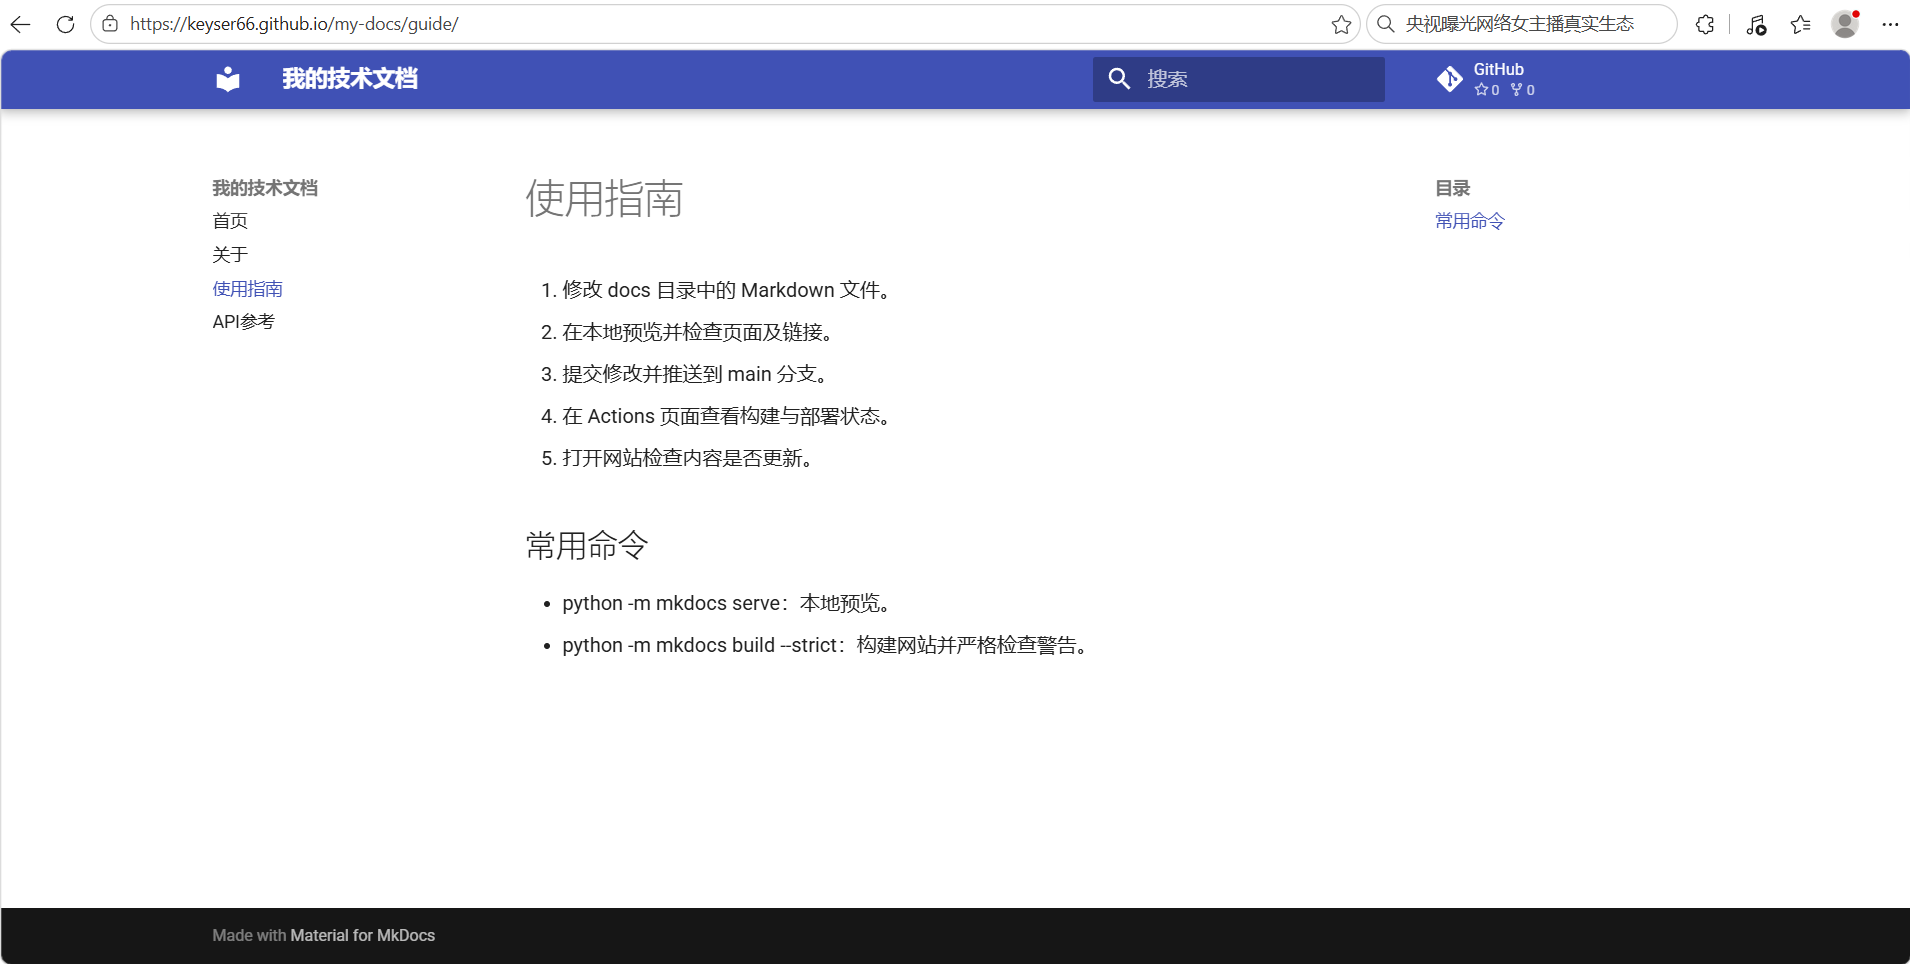 https://keyser66.github.io/my-docs/guide/
央视曝光网络女主播真实生态
我的技术文档
搜索
GitHub
0 0
我的技术文档
首页
关于
使用指南
API参考
使用指南
1. 修改 docs 目录中的 Markdown 文件。
2. 在本地预览并检查页面及链接。
3. 提交修改并推送到 main 分支。
4. 在 Actions 页面查看构建与部署状态。
5. 打开网站检查内容是否更新。
常用命令
• python -m mkdocs serve：本地预览。
• python -m mkdocs build --strict：构建网站并严格检查警告。
目录
常用命令
Made with Material for MkDocs